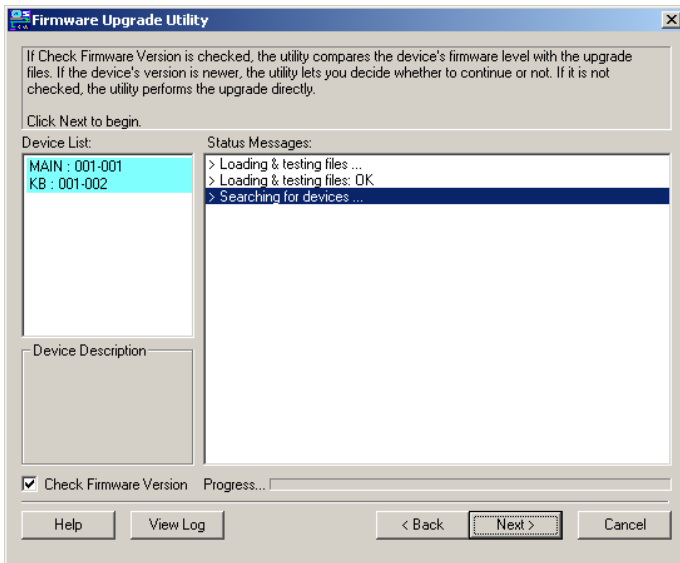 Firmware Upgrade Utility
If Check Firmware Version is checked, the utility compares the device's firmware level with the upgrade
files. If the device's version is newer, the utility lets you decide whether to continue or not. If it is not
checked, the utility performs the upgrade directly.
Click Next to begin.
Device List:
Status Messages:
MAIN : 001-001
KB : 001-002
> Loading & testing files ...
> Loading & testing files: OK
> Searching for devices ...
Device Description
Check Firmware Version
Progress...
Help
View Log
< Back
Next >
Cancel